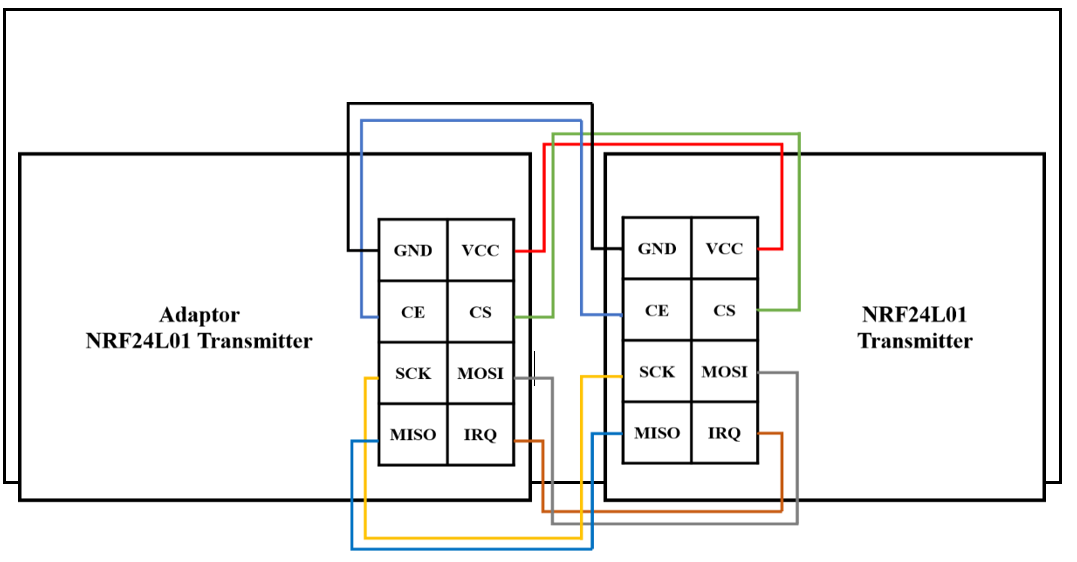 Adaptor
NRF24L01 Transmitter
GND VCC
CE CS
SCK MOSI
MISO IRQ
GND VCC
CE CS
SCK MOSI
MISO IRQ
NRF24L01
Transmitter